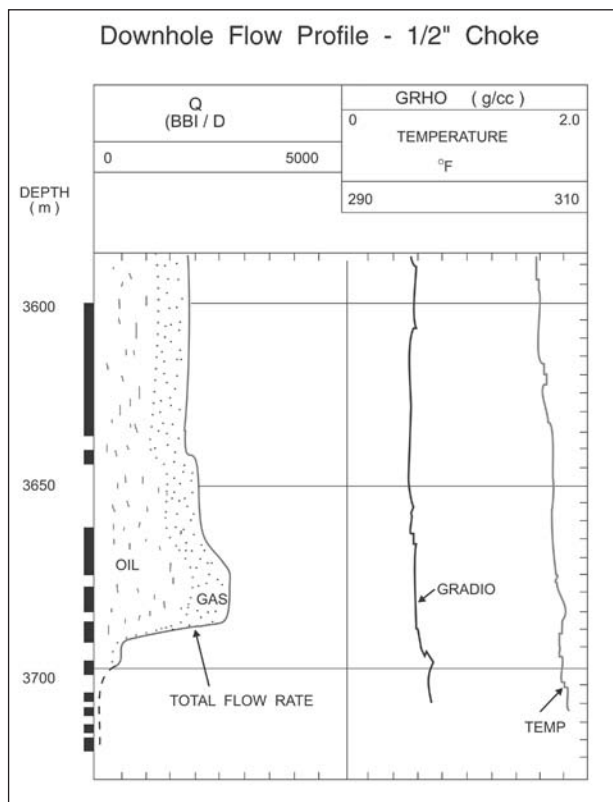 Downhole Flow Profile - 1/2" Choke
Q
(BBI / D
0 5000
GRHO ( g/cc )
0 2.0
TEMPERATURE
°F
290 310
DEPTH
( m )
3600
3650
3700
OIL
GAS
GRADIO
TOTAL FLOW RATE
TEMP